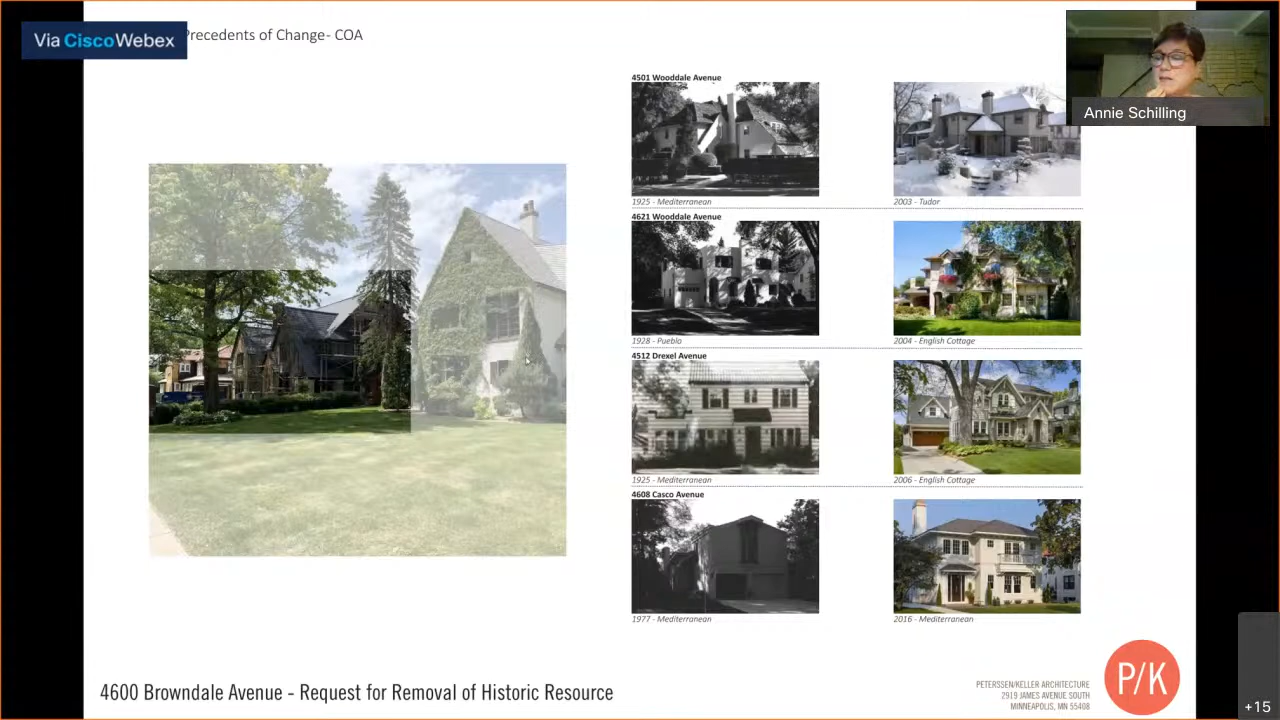 Via Cisco Webex
Precedents of Change- COA
Annie Schilling
4501 Wooddale Avenue
1925 - Mediterranean
2003 - Tudor
4621 Wooddale Avenue
1928 - Pueblo
2004 - English Cottage
4512 Drexel Avenue
1925 - Mediterranean
2006 - English Cottage
4608 Casco Avenue
1977 - Mediterranean
2016 - Mediterranean
4600 Browndale Avenue - Request for Removal of Historic Resource
PETERSSEN/KELLER ARCHITECTURE
2919 JAMES AVENUE SOUTH
MINNEAPOLIS, MN 55408
P/K
+15